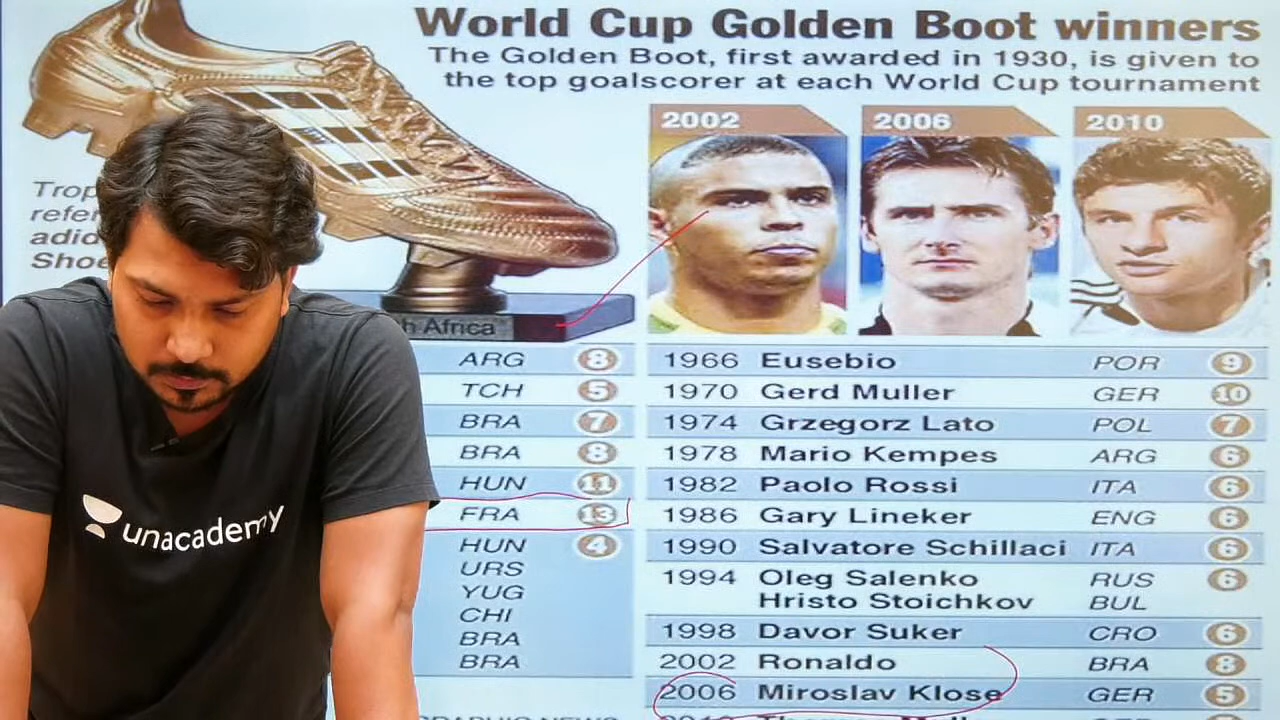 World Cup Golden Boot winners
The Golden Boot, first awarded in 1930, is given to
the top goalscorer at each World Cup tournament
2002 2006 2010
h Africa
unacademy
ARG 8
TCH 5
BRA 7
BRA 8
HUN 11
FRA 13
HUN 4
URS
YUG
CHI
BRA
BRA
1966 Eusebio POR 9
1970 Gerd Muller GER 10
1974 Grzegorz Lato POL 7
1978 Mario Kempes ARG 6
1982 Paolo Rossi ITA 6
1986 Gary Lineker ENG 6
1990 Salvatore Schillaci ITA 6
1994 Oleg Salenko RUS 6
Hristo Stoichkov BUL
1998 Davor Suker CRO 6
2002 Ronaldo BRA 8
2006 Miroslav Klose GER 5